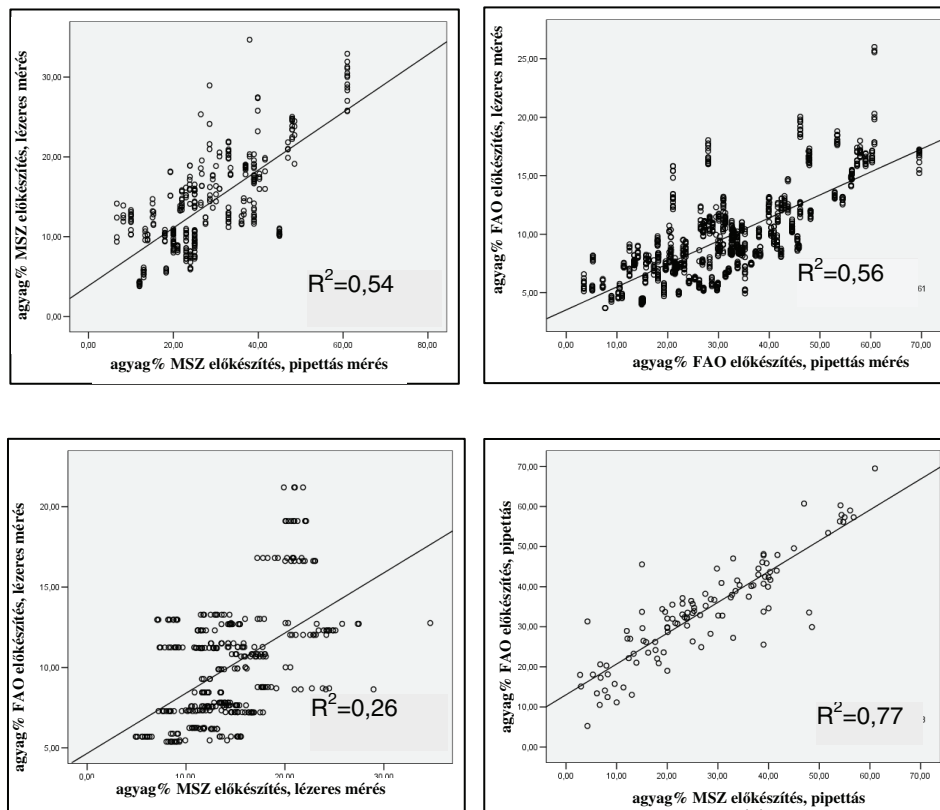 agyag% MSZ előkészítés, lézeres mérés
30,00
20,00
10,00
0,00
R²=0,54
0,00 20,00 40,00 60,00 80,00
agyag% MSZ előkészítés, pipettás mérés
agyag% FAO előkészítés, lézeres mérés
25,00
20,00
15,00
10,00
5,00
R²=0,56
61
0,00 10,00 20,00 30,00 40,00 50,00 60,00 70,00
agyag% FAO előkészítés, pipettás mérés
agyag% FAO előkészítés, lézeres mérés
20,00
15,00
10,00
5,00
R²=0,26
0,00 10,00 20,00 30,00
agyag% MSZ előkészítés, lézeres mérés
agyag% FAO előkészítés, pipettás
70,00
60,00
50,00
40,00
30,00
20,00
10,00
0,00
R²=0,77
0,00 10,00 20,00 30,00 40,00 50,00 60,00 70,00
agyag% MSZ előkészítés, pipettás